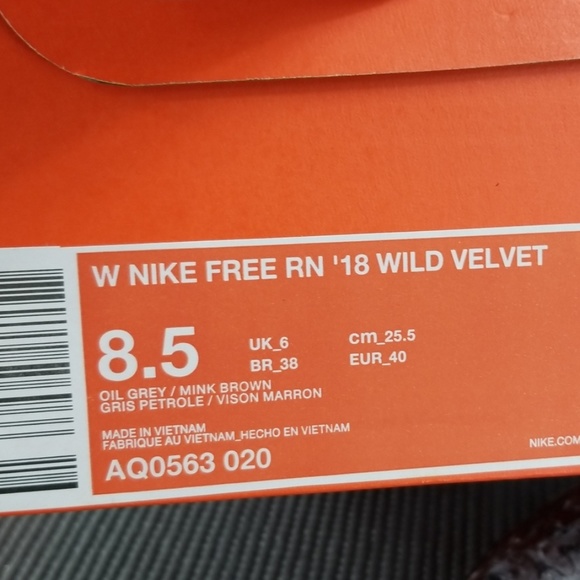 W NIKE FREE RN '18 WILD VELVET
8.5
UK_6
cm_25.5
BR_38
EUR_40
OIL GREY / MINK BROWN
GRIS PETROLE / VISON MARRON
MADE IN VIETNAM
FABRIQUE AU VIETNAM_HECHO EN VIETNAM
NIKE.COM
AQ0563 020